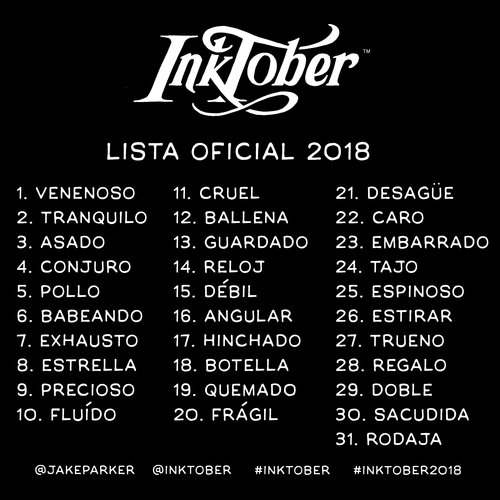 InkTober™
LISTA OFICIAL 2018
1. VENENOSO
2. TRANQUILO
3. ASADO
4. CONJURO
5. POLLO
6. BABEANDO
7. EXHAUSTO
8. ESTRELLA
9. PRECIOSO
10. FLUÍDO
11. CRUEL
12. BALLENA
13. GUARDADO
14. RELOJ
15. DÉBIL
16. ANGULAR
17. HINCHADO
18. BOTELLA
19. QUEMADO
20. FRÁGIL
21. DESAGÜE
22. CARO
23. EMBARRADO
24. TAJO
25. ESPINOSO
26. ESTIRAR
27. TRUENO
28. REGALO
29. DOBLE
30. SACUDIDA
31. RODAJA
@JAKEPARKER @INKTOBER #INKTOBER #INKTOBER2018